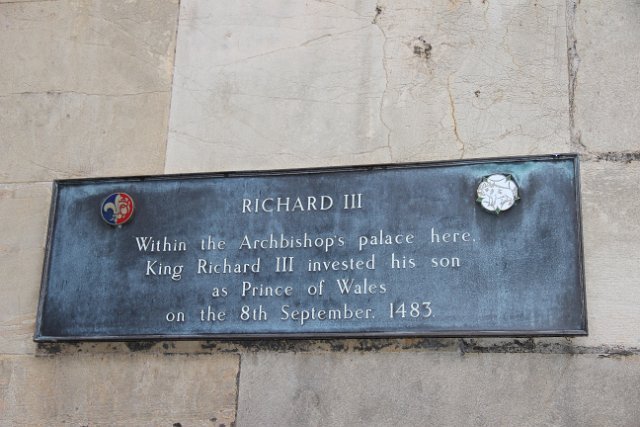 RICHARD III
Within the Archbishop's palace here,
King Richard III invested his son
as Prince of Wales
on the 8th September, 1483.